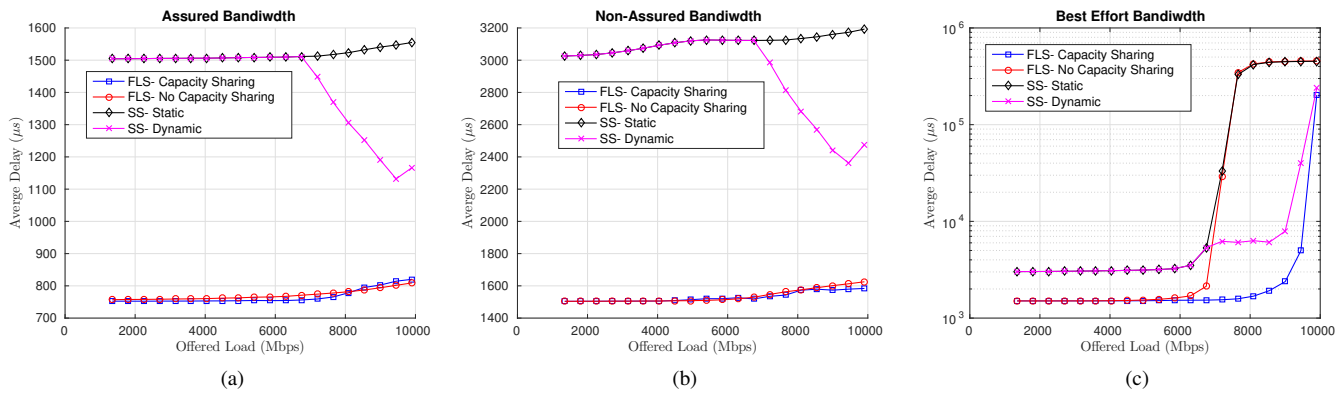 Assured Bandiwdth
1600
1500
1400
1300
1200
1100
1000
900
800
700
0
2000
4000
6000
8000
10000
Averge Delay (μs)
Offered Load (Mbps)
FLS- Capacity Sharing
FLS- No Capacity Sharing
SS- Static
SS- Dynamic
(a)
Non-Assured Bandiwdth
3200
3000
2800
2600
2400
2200
2000
1800
1600
1400
0
2000
4000
6000
8000
10000
Averge Delay (μs)
Offered Load (Mbps)
FLS- Capacity Sharing
FLS- No Capacity Sharing
SS- Static
SS- Dynamic
(b)
Best Effort Bandiwdth
10^6
10^5
10^4
10^3
0
2000
4000
6000
8000
10000
Averge Delay (μs)
Offered Load (Mbps)
FLS- Capacity Sharing
FLS- No Capacity Sharing
SS- Static
SS- Dynamic
(c)